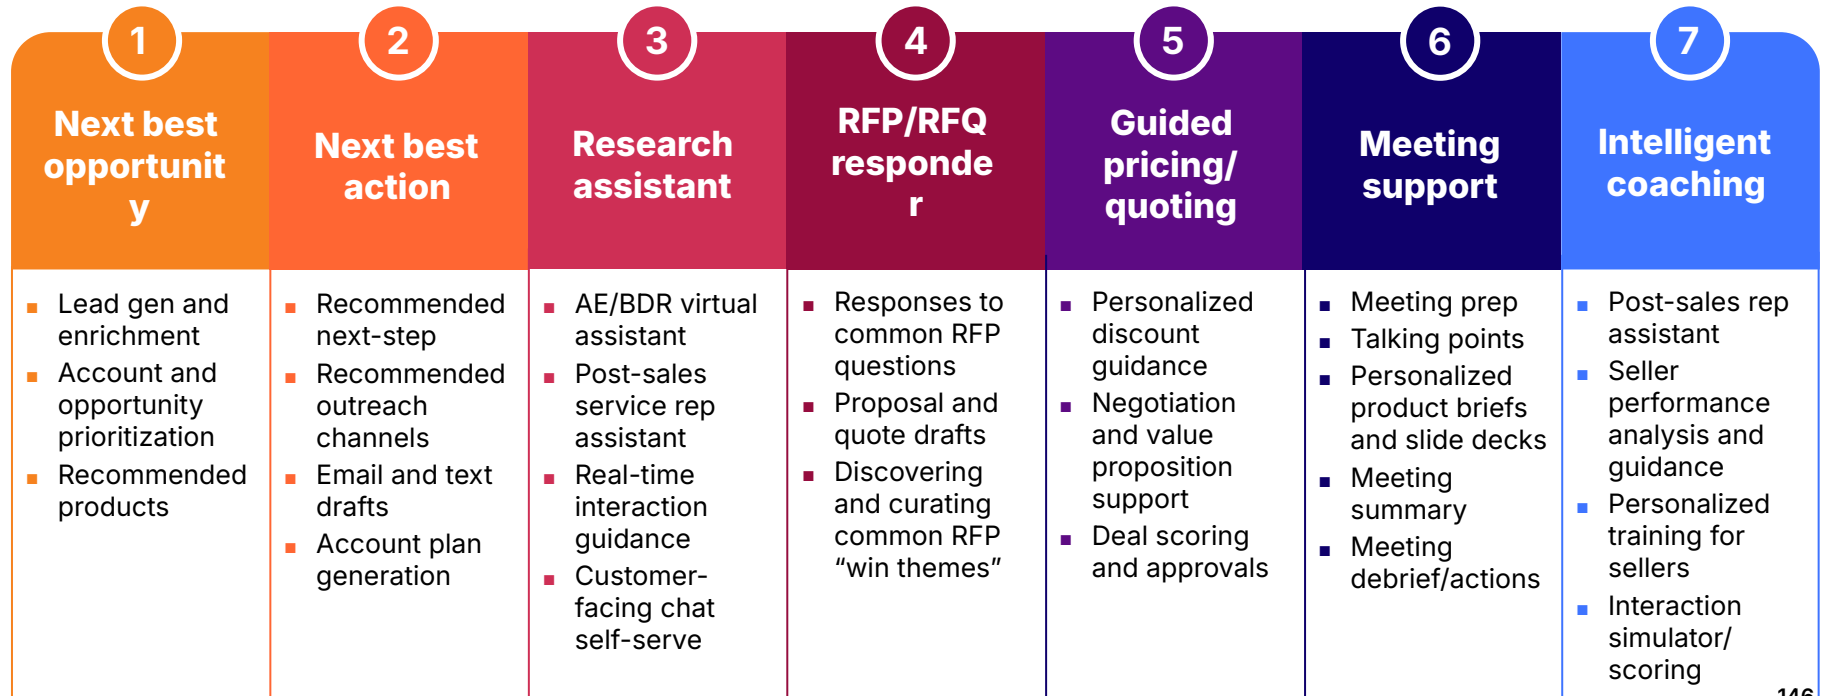 1
Next best
opportunit
y
Lead gen and
enrichment
Account and
opportunity
prioritization
Recommended
products
2
Next best
action
Recommended
next-step
Recommended
outreach
channels
Email and text
drafts
Account plan
generation
3
Research
assistant
AE/BDR virtual
assistant
Post-sales
service rep
assistant
Real-time
interaction
guidance
Customer-
facing chat
self-serve
4
RFP/RFQ
responde
r
Responses to
common RFP
questions
Proposal and
quote drafts
Discovering
and curating
common RFP
“win themes”
5
Guided
pricing/
quoting
Personalized
discount
guidance
Negotiation
and value
proposition
support
Deal scoring
and approvals
6
Meeting
support
Meeting prep
Talking points
Personalized
product briefs
and slide decks
Meeting
summary
Meeting
debrief/actions
7
Intelligent
coaching
Post-sales rep
assistant
Seller
performance
analysis and
guidance
Personalized
training for
sellers
Interaction
simulator/
scoring
146